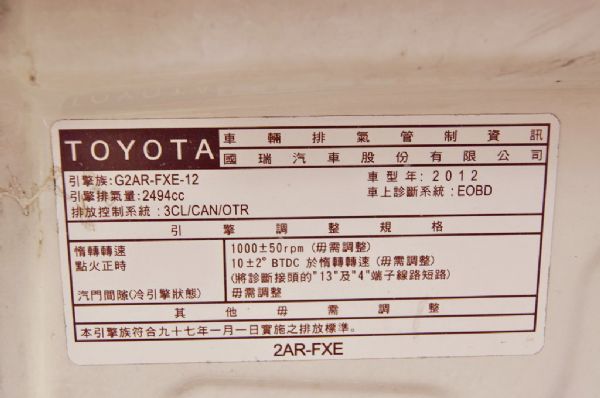 TOYOTA 車輛排氣管制資訊
國瑞汽車股份有限公司
引擎族:G2AR-FXE-12 車型年:2012
引擎排氣量:2494cc 車上診斷系統:EOBD
排放控制系統:3CL/CAN/OTR
引擎調整規格
惰轉轉速 1000±50rpm (毋需調整)
點火正時 10±2° BTDC 於惰轉轉速 (毋需調整)
(將診斷接頭的"13"及"4"端子線路短路)
汽門間隙(冷引擎狀態) 毋需調整
其他毋需調整
本引擎族符合九十七年一月一日實施之排放標準。
2AR-FXE